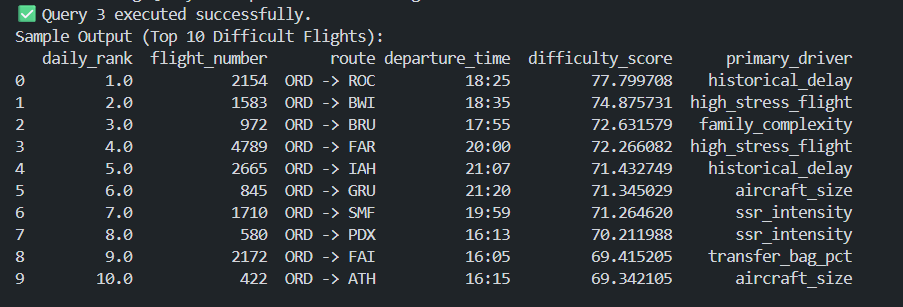 ✅ Query 3 executed successfully.
Sample Output (Top 10 Difficult Flights):
daily_rank flight_number route departure_time difficulty_score primary_driver
0 1.0 2154 ORD -> ROC 18:25 77.799708 historical_delay
1 2.0 1583 ORD -> BWI 18:35 74.875731 high_stress_flight
2 3.0 972 ORD -> BRU 17:55 72.631579 family_complexity
3 4.0 4789 ORD -> FAR 20:00 72.266082 high_stress_flight
4 5.0 2665 ORD -> IAH 21:07 71.432749 historical_delay
5 6.0 845 ORD -> GRU 21:20 71.345029 aircraft_size
6 7.0 1710 ORD -> SMF 19:59 71.264620 ssr_intensity
7 8.0 580 ORD -> PDX 16:13 70.211988 ssr_intensity
8 9.0 2172 ORD -> FAI 16:05 69.415205 transfer_bag_pct
9 10.0 422 ORD -> ATH 16:15 69.342105 aircraft_size